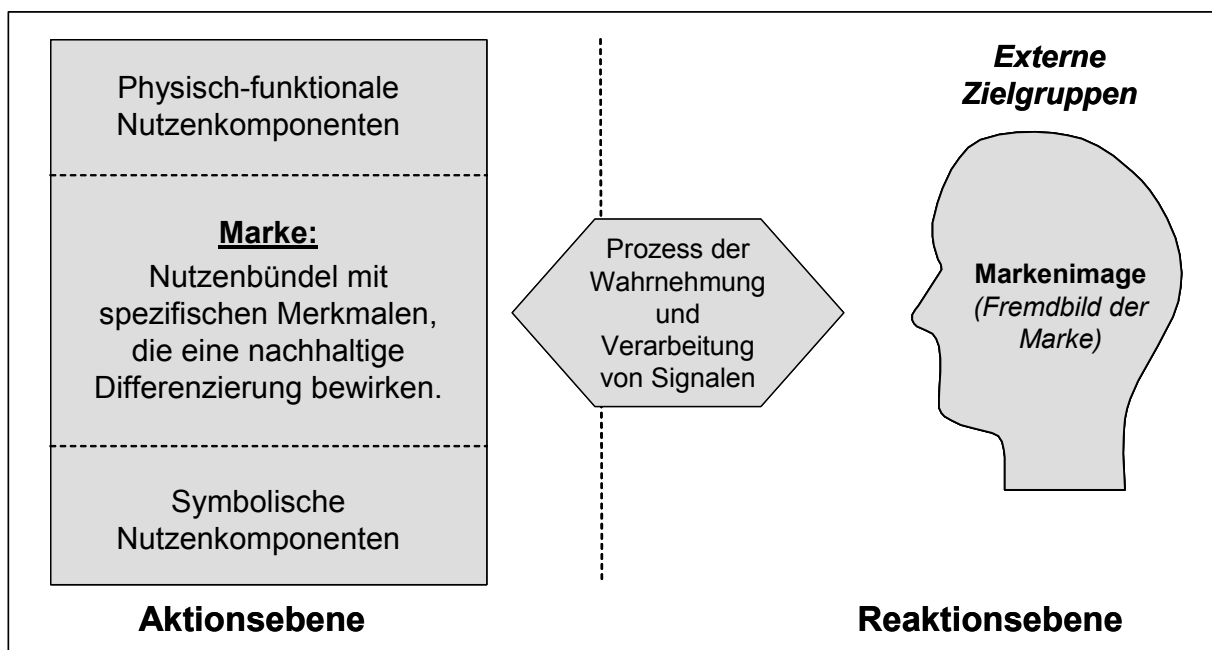 Physisch-funktionale
Nutzenkomponenten
Marke:
Nutzenbündel mit
spezifischen Merkmalen,
die eine nachhaltige
Differenzierung bewirken.
Symbolische
Nutzenkomponenten
Aktionsebene
Prozess der
Wahrnehmung
und
Verarbeitung
von Signalen
Externe
Zielgruppen
Markenimage
(Fremdbild der
Marke)
Reaktionsebene